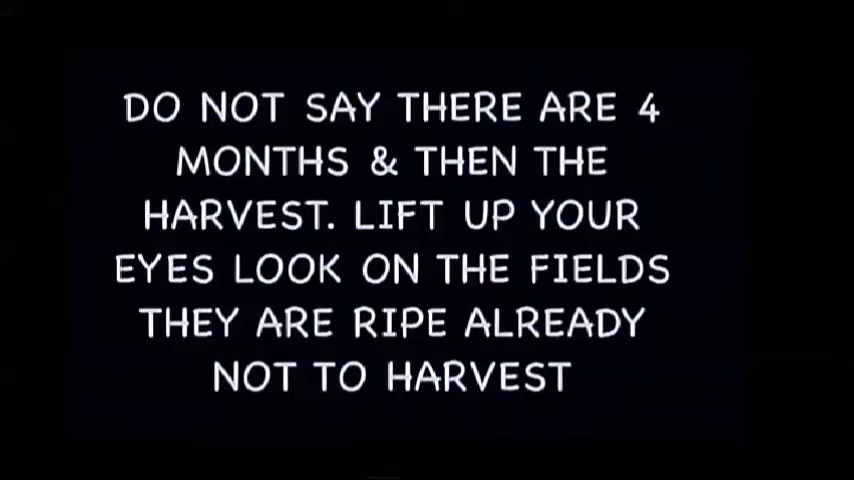 DO NOT SAY THERE ARE 4
MONTHS & THEN THE
HARVEST. LIFT UP YOUR
EYES LOOK ON THE FIELDS
THEY ARE RIPE ALREADY
NOT TO HARVEST